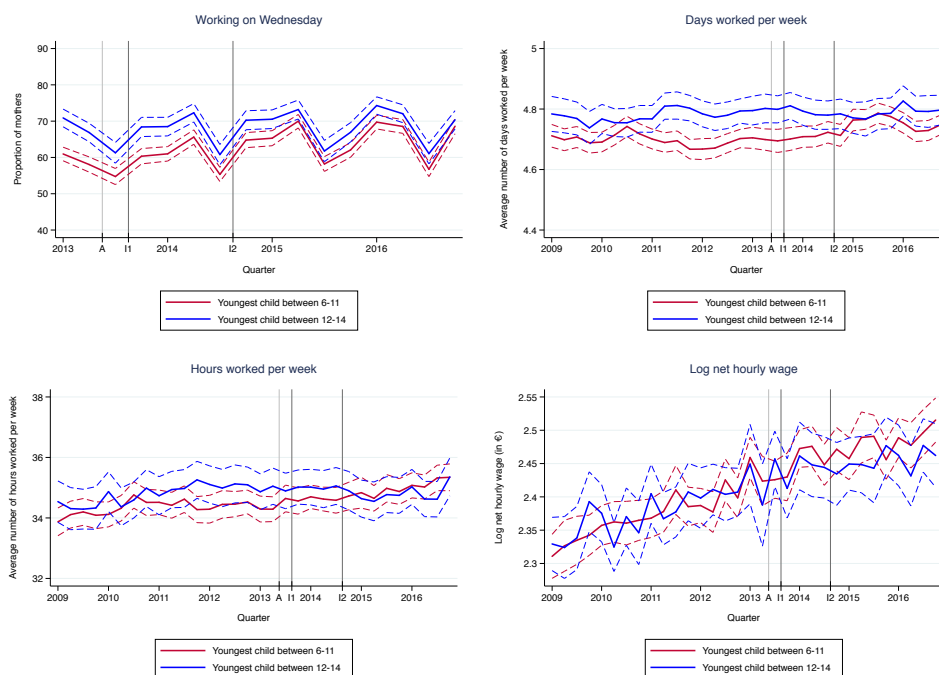 Working on Wednesday
Proportion of mothers
90
80
70
60
50
40
2013 A I1 2014 I2 2015 2016
Quarter
Youngest child between 6-11
Youngest child between 12-14
Days worked per week
Average number of days worked per week
5
4.8
4.6
4.4
2009 2010 2011 2012 2013 A I1 2014 I2 2015 2016
Quarter
Youngest child between 6-11
Youngest child between 12-14
Hours worked per week
Average number of hours worked per week
38
36
34
32
2009 2010 2011 2012 2013 A I1 2014 I2 2015 2016
Quarter
Youngest child between 6-11
Youngest child between 12-14
Log net hourly wage
Log net hourly wage (in €)
2.55
2.5
2.45
2.4
2.35
2.3
2009 2010 2011 2012 2013 A I1 2014 I2 2015 2016
Quarter
Youngest child between 6-11
Youngest child between 12-14